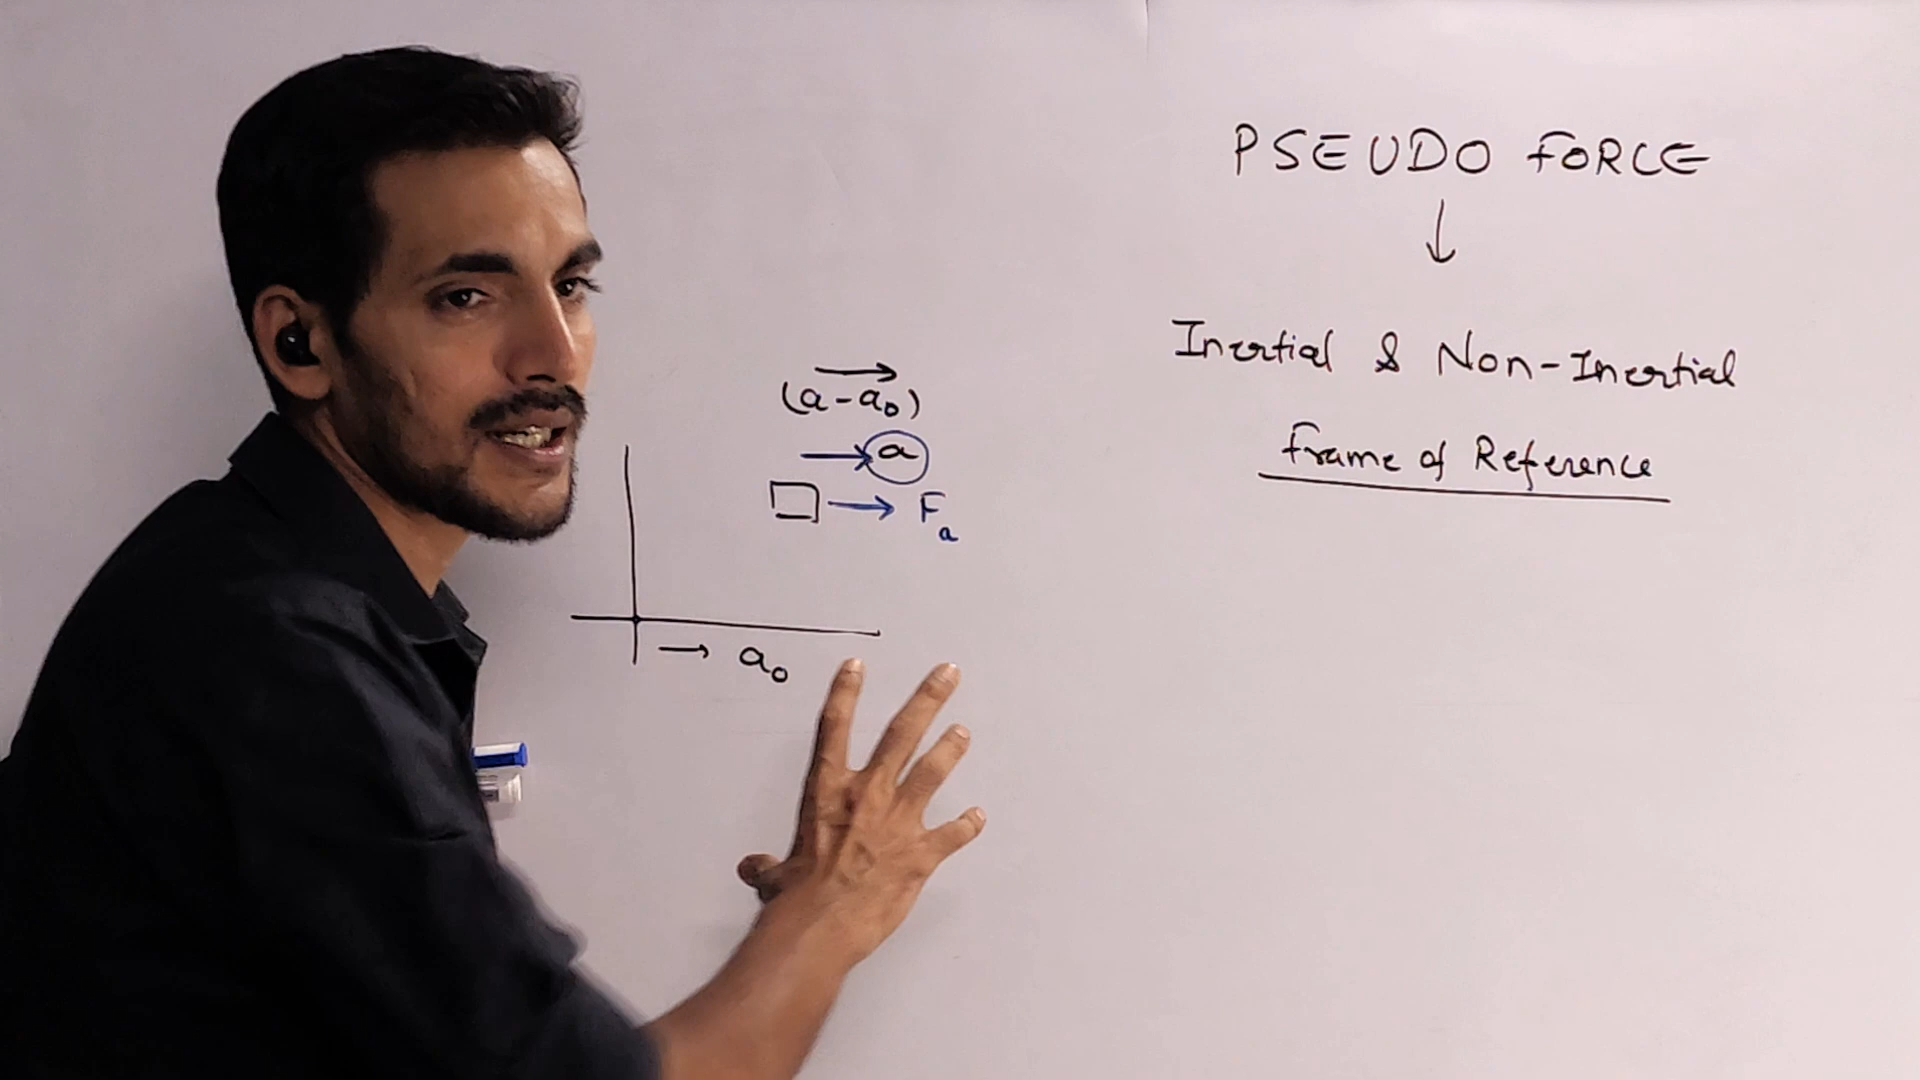 PSEUDO FORCE
Inertial & Non-Inertial
Frame of Reference
(a-a₀)
a
Fₐ
a₀